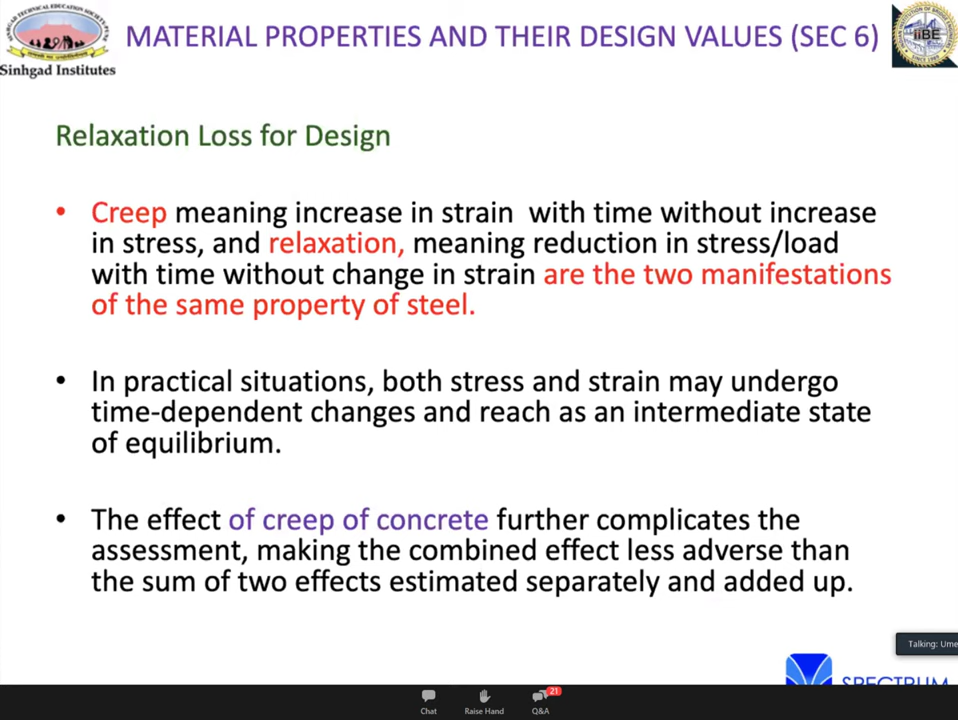 MATERIAL PROPERTIES AND THEIR DESIGN VALUES (SEC 6)
Sinhgad Institutes
IIBE
Relaxation Loss for Design
• Creep meaning increase in strain with time without increase
in stress, and relaxation, meaning reduction in stress/load
with time without change in strain are the two manifestations
of the same property of steel.
• In practical situations, both stress and strain may undergo
time-dependent changes and reach as an intermediate state
of equilibrium.
• The effect of creep of concrete further complicates the
assessment, making the combined effect less adverse than
the sum of two effects estimated separately and added up.
Talking: Ume
SPECTRUM
21
Chat
Raise Hand
Q&A